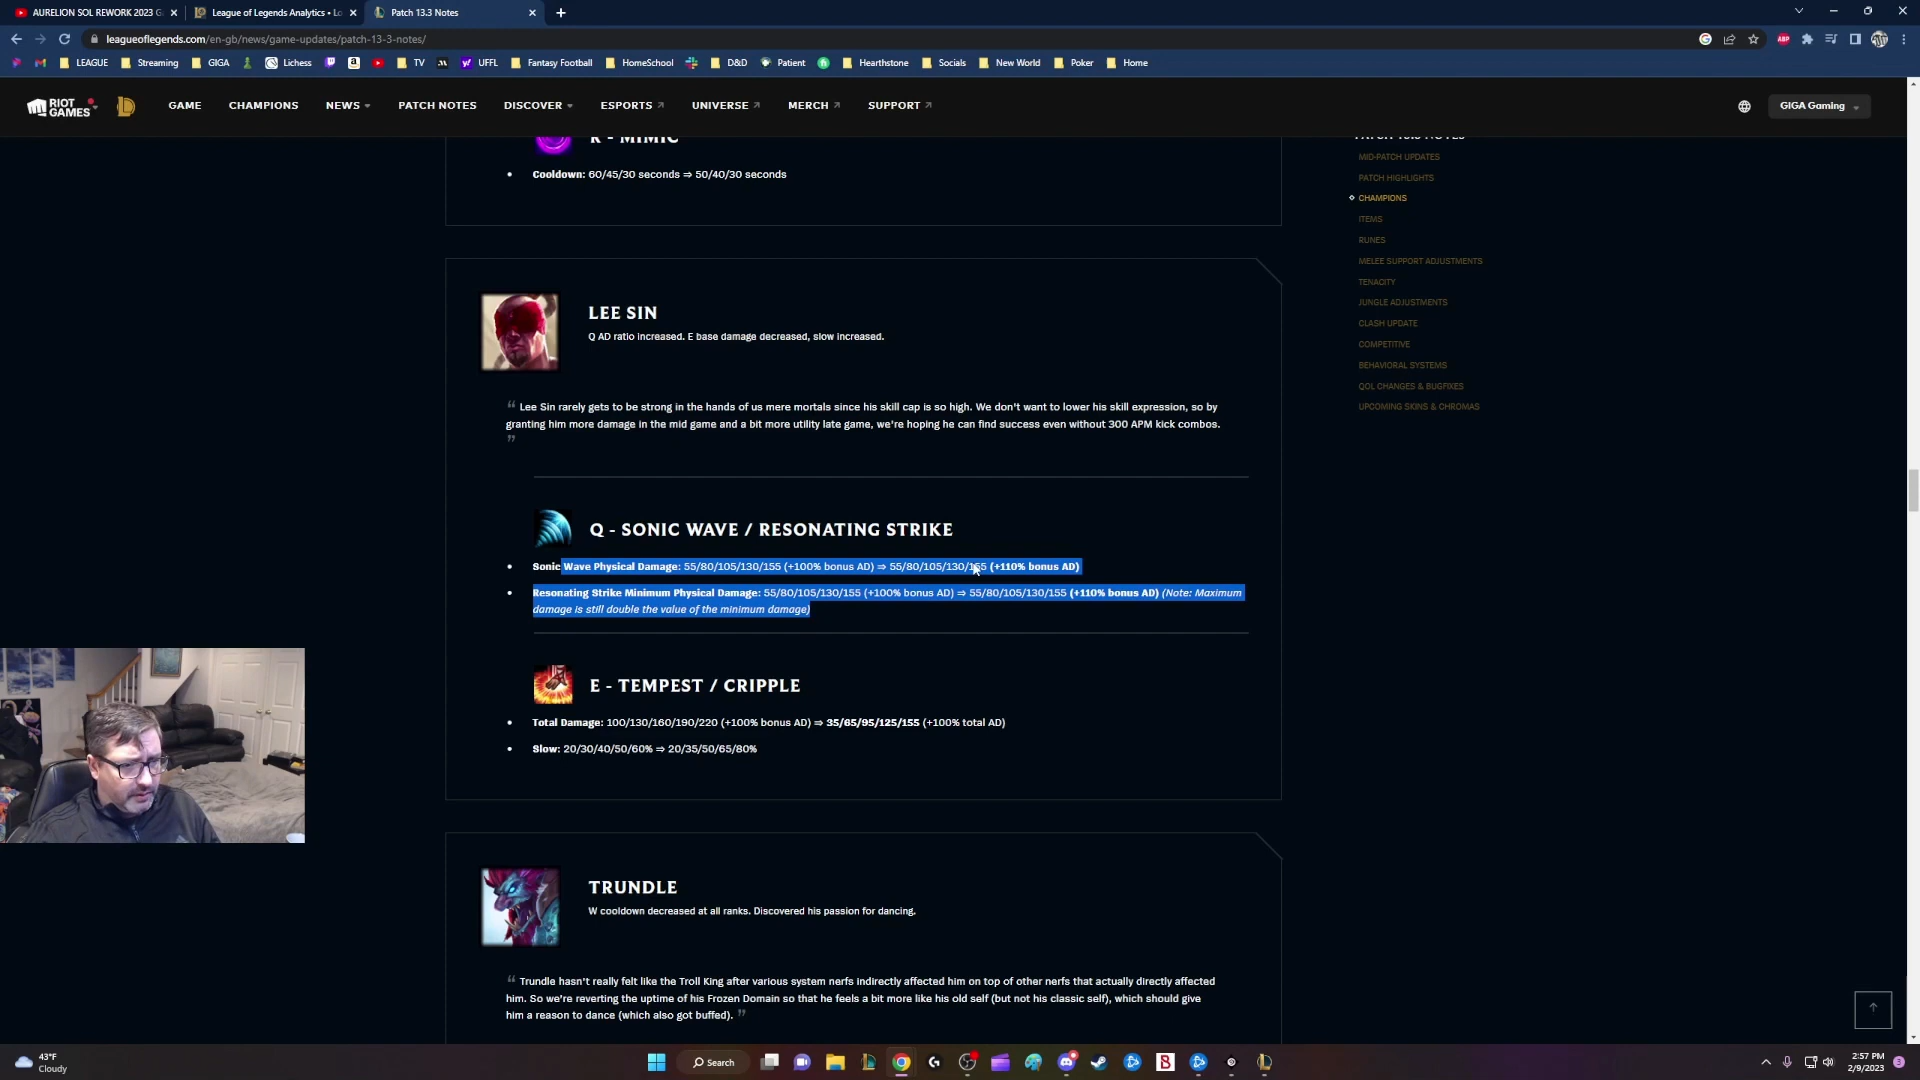 AURELION SOL REWORK 2023 G
League of Legends Analytics • Lo
Patch 13.3 Notes
leagueoflegends.com/en-gb/news/game-updates/patch-13-3-notes/
LEAGUE
Streaming
GIGA
Lichess
TV
UFFL
Fantasy Football
HomeSchool
D&D
Patient
Hearthstone
Socials
New World
Poker
Home
RIOT GAMES
GAME
CHAMPIONS
NEWS
PATCH NOTES
DISCOVER
ESPORTS
UNIVERSE
MERCH
SUPPORT
GIGA Gaming
R - MIMIC
Cooldown: 60/45/30 seconds ⇒ 50/40/30 seconds
PATCH 13.3 NOTES
MID-PATCH UPDATES
PATCH HIGHLIGHTS
CHAMPIONS
ITEMS
RUNES
MELEE SUPPORT ADJUSTMENTS
TENACITY
JUNGLE ADJUSTMENTS
CLASH UPDATE
COMPETITIVE
BEHAVIORAL SYSTEMS
QOL CHANGES & BUGFIXES
UPCOMING SKINS & CHROMAS
LEE SIN
Q AD ratio increased. E base damage decreased, slow increased.
“ Lee Sin rarely gets to be strong in the hands of us mere mortals since his skill cap is so high. We don't want to lower his skill expression, so by
granting him more damage in the mid game and a bit more utility late game, we're hoping he can find success even without 300 APM kick combos.
”
Q - SONIC WAVE / RESONATING STRIKE
Sonic Wave Physical Damage: 55/80/105/130/155 (+100% bonus AD) ⇒ 55/80/105/130/155 (+110% bonus AD)
Resonating Strike Minimum Physical Damage: 55/80/105/130/155 (+100% bonus AD) ⇒ 55/80/105/130/155 (+110% bonus AD) (Note: Maximum
damage is still double the value of the minimum damage)
E - TEMPEST / CRIPPLE
Total Damage: 100/130/160/190/220 (+100% bonus AD) ⇒ 35/65/95/125/155 (+100% total AD)
Slow: 20/30/40/50/60% ⇒ 20/35/50/65/80%
TRUNDLE
W cooldown decreased at all ranks. Discovered his passion for dancing.
“ Trundle hasn't really felt like the Troll King after various system nerfs indirectly affected him on top of other nerfs that actually directly affected
him. So we're reverting the uptime of his Frozen Domain so that he feels a bit more like his old self (but not his classic self), which should give
him a reason to dance (which also got buffed). ”
43°F
Cloudy
Search
2:57 PM
2/9/2023
3